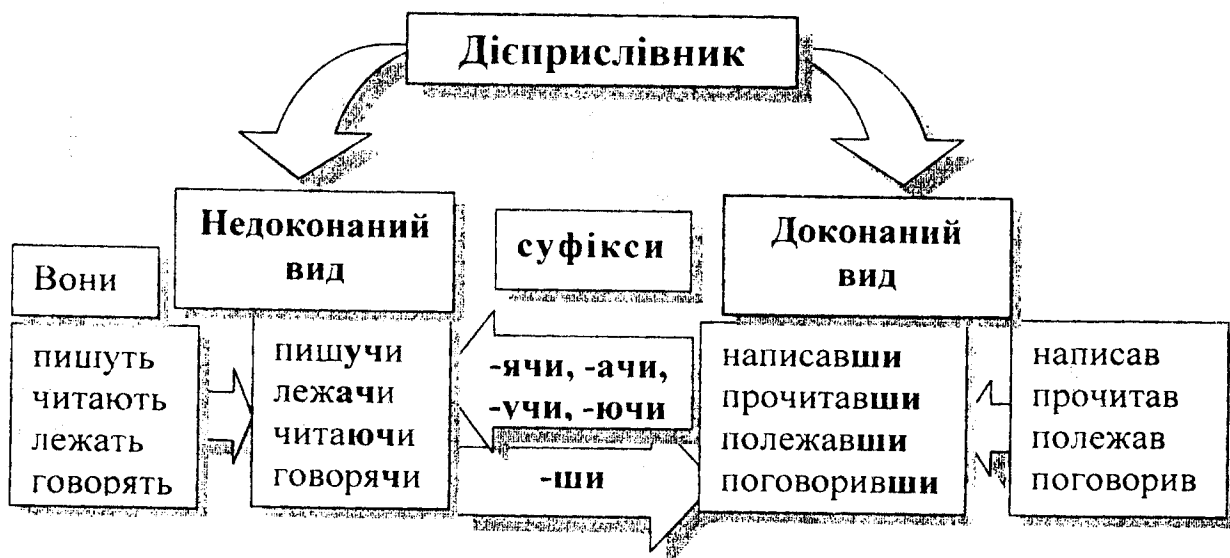 Дієприслівник
Недоконаний
вид
суфікси
Доконаний
вид
Вони
пишуть
читають
лежать
говорять
пишучи
лежачи
читаючи
говорячи
-ячи, -ачи,
-учи, -ючи
-ши
написавши
прочитавши
полежавши
поговоривши
написав
прочитав
полежав
поговорив